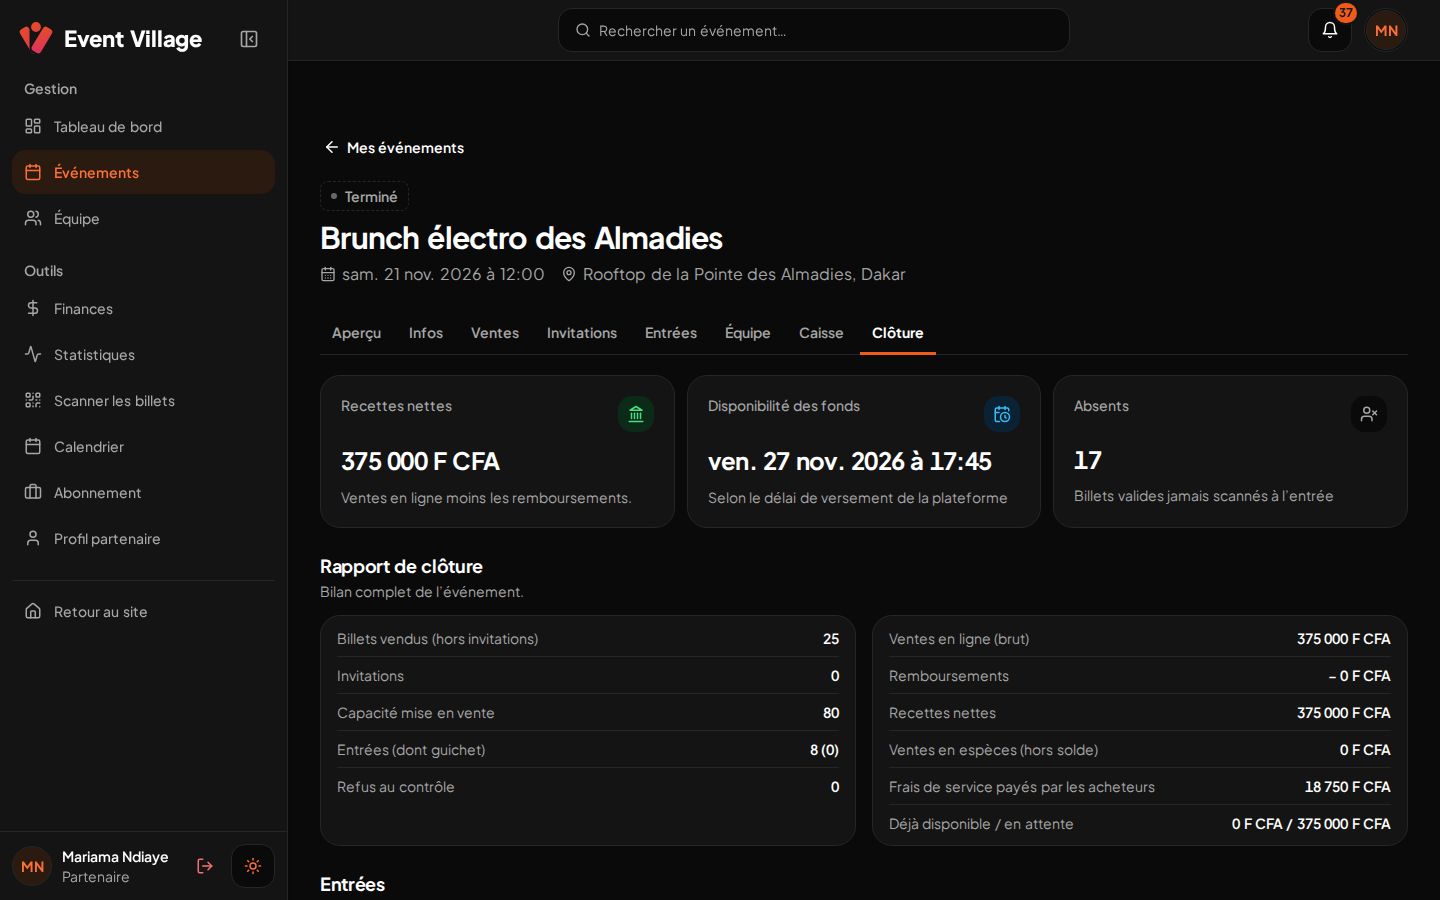 Event Village
Gestion
Tableau de bord
Événements
Équipe
Outils
Finances
Statistiques
Scanner les billets
Calendrier
Abonnement
Profil partenaire
Retour au site
MN
Mariama Ndiaye
Partenaire
Rechercher un événement...
37
MN
Mes événements
Terminé
Brunch électro des Almadies
sam. 21 nov. 2026 à 12:00 Rooftop de la Pointe des Almadies, Dakar
Aperçu Infos Ventes Invitations Entrées Équipe Caisse Clôture
Recettes nettes
375 000 F CFA
Ventes en ligne moins les remboursements.
Disponibilité des fonds
ven. 27 nov. 2026 à 17:45
Selon le délai de versement de la plateforme
Absents
17
Billets valides jamais scannés à l'entrée
Rapport de clôture
Bilan complet de l'événement.
Billets vendus (hors invitations) 25
Invitations 0
Capacité mise en vente 80
Entrées (dont guichet) 8 (0)
Refus au contrôle 0
Ventes en ligne (brut) 375 000 F CFA
Remboursements – 0 F CFA
Recettes nettes 375 000 F CFA
Ventes en espèces (hors solde) 0 F CFA
Frais de service payés par les acheteurs 18 750 F CFA
Déjà disponible / en attente 0 F CFA / 375 000 F CFA
Entrées